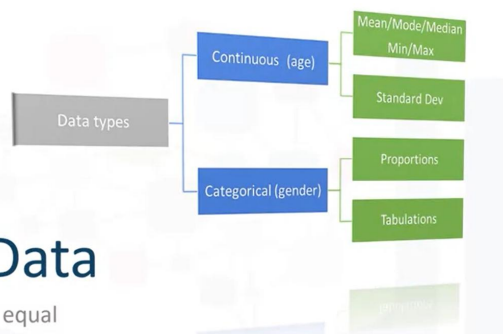 Data types
Continuous (age)
Mean/Mode/Median
Min/Max
Standard Dev
Categorical (gender)
Proportions
Tabulations
Data
equal